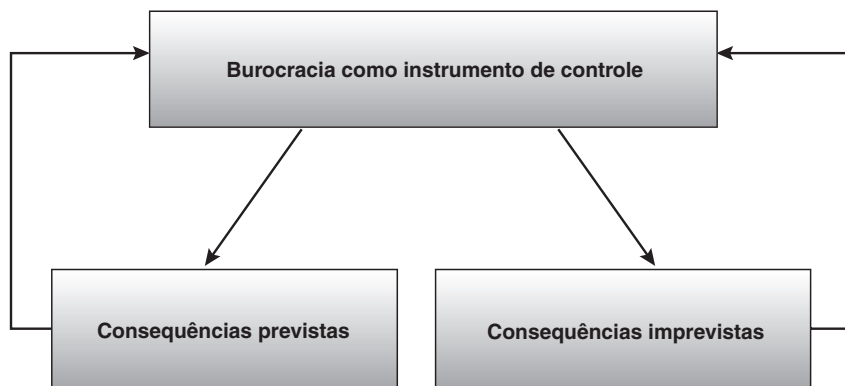 Burocracia como instrumento de controle
Consequências previstas
Consequências imprevistas